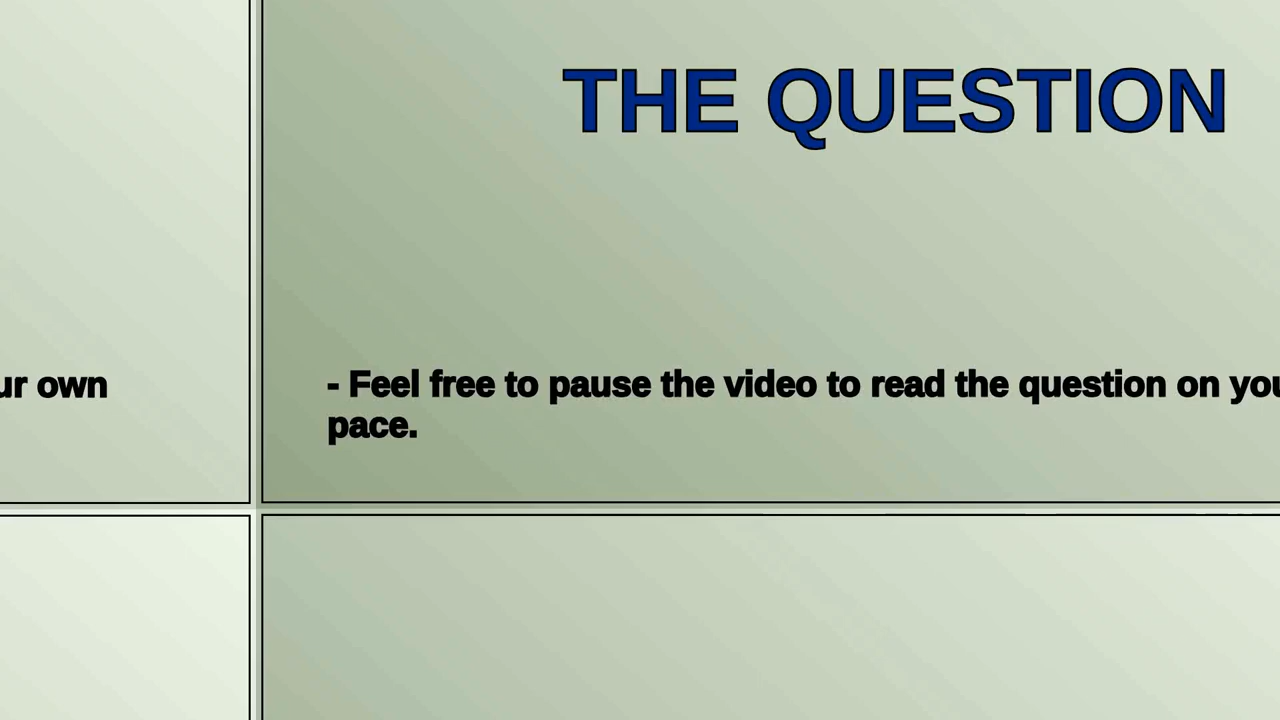 THE QUESTION
ur own
- Feel free to pause the video to read the question on you
pace.